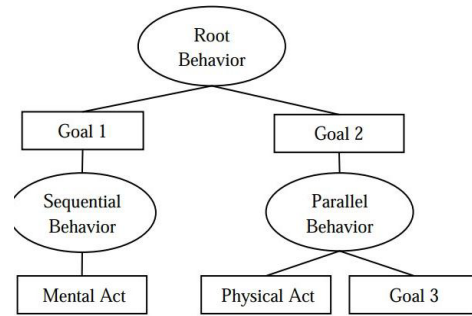 Root
Behavior
Goal 1
Goal 2
Sequential
Behavior
Parallel
Behavior
Mental Act
Physical Act
Goal 3